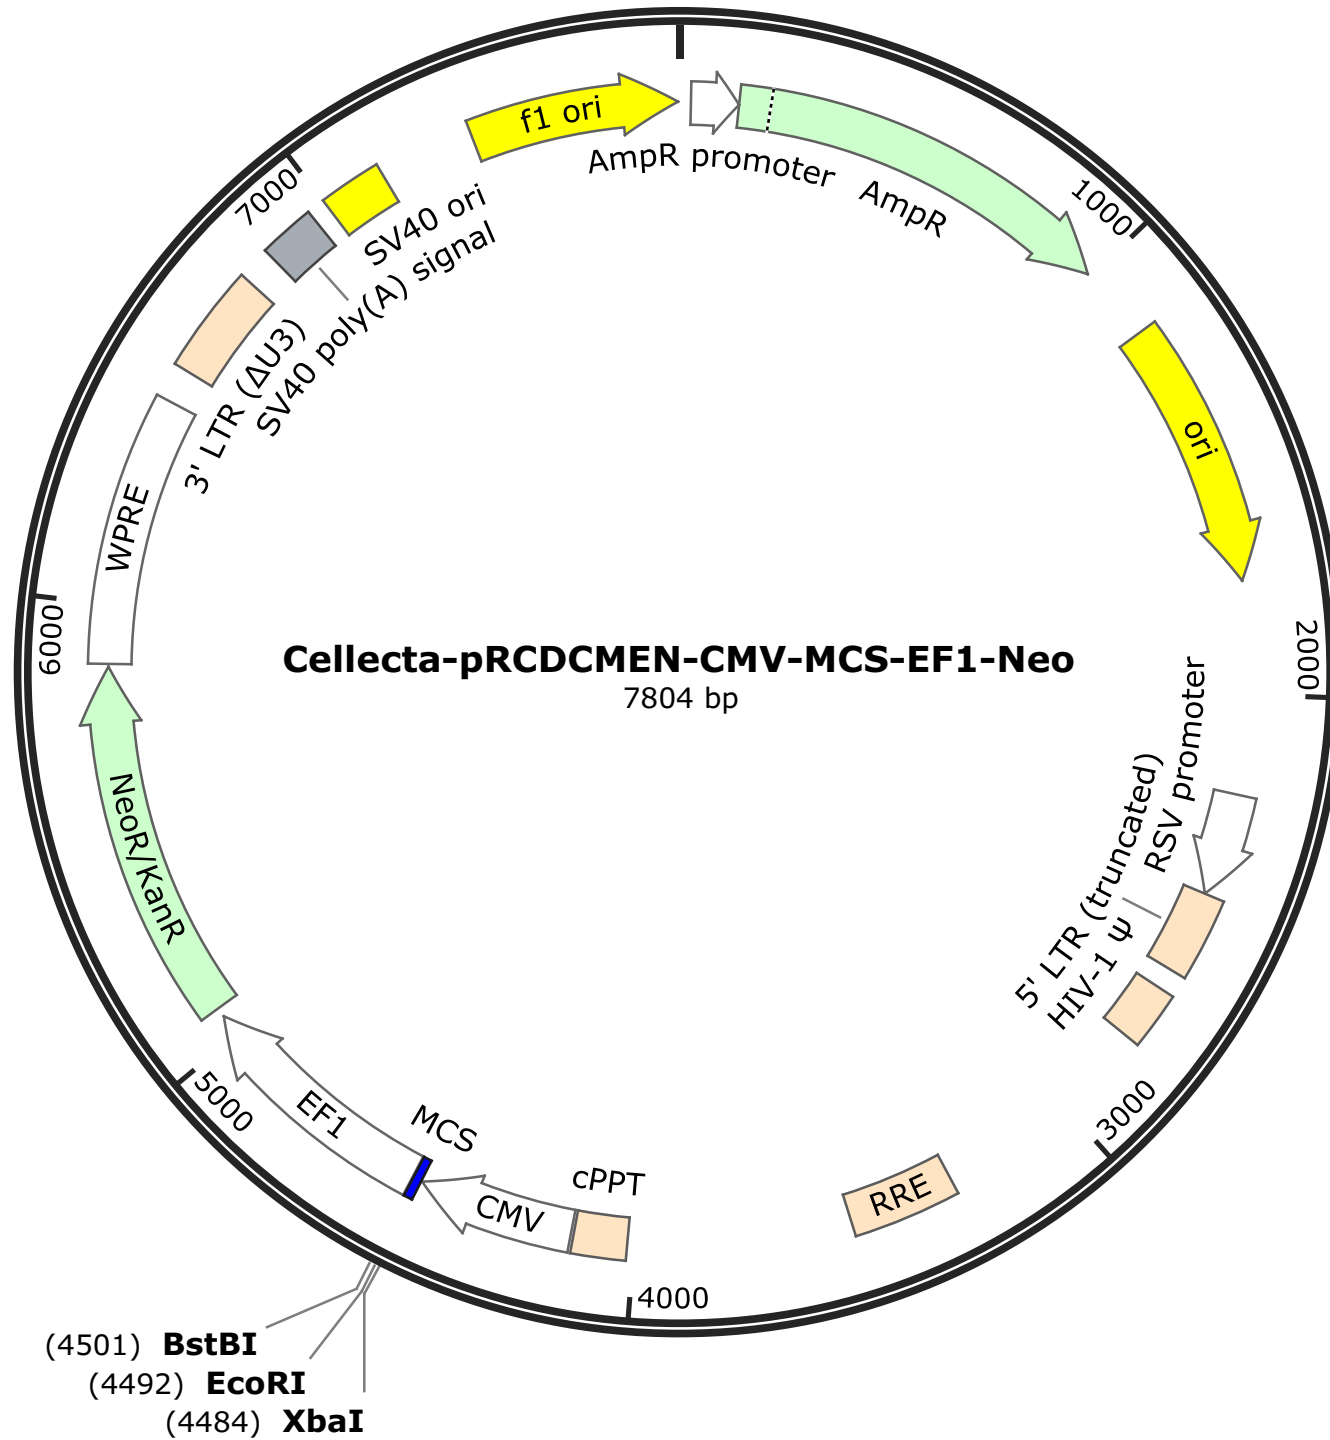 f1 ori
AmpR promoter
AmpR
1000
ori
2000
RSV promoter
5' LTR (truncated)
HIV-1 Ψ
3000
RRE
4000
cPPT
CMV
MCS
EF1
5000
NeoR/KanR
6000
WPRE
3' LTR (ΔU3)
SV40 poly(A) signal
SV40 ori
7000
Cellecta-pRCDCMEN-CMV-MCS-EF1-Neo
7804 bp
(4501) BstBI
(4492) EcoRI
(4484) XbaI